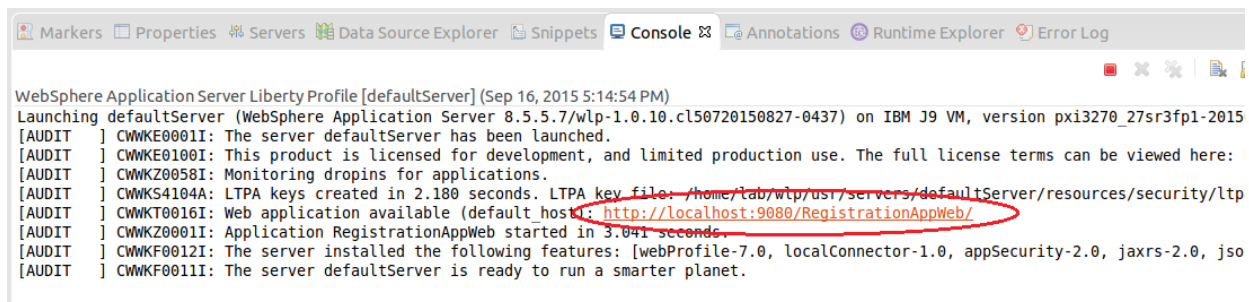 Markers Properties Servers Data Source Explorer Snippets Console Annotations Runtime Explorer Error Log
WebSphere Application Server Liberty Profile [defaultServer] (Sep 16, 2015 5:14:54 PM)
Launching defaultServer (WebSphere Application Server 8.5.5.7/wlp-1.0.10.cl50720150827-0437) on IBM J9 VM, version pxi3270_27sr3fp1-2015
[AUDIT   ] CWWKE0001I: The server defaultServer has been launched.
[AUDIT   ] CWWKE0100I: This product is licensed for development, and limited production use. The full license terms can be viewed here:
[AUDIT   ] CWWKZ0058I: Monitoring dropins for applications.
[AUDIT   ] CWWKS4104A: LTPA keys created in 2.180 seconds. LTPA key file: /home/lab/wlp/usr/servers/defaultServer/resources/security/ltp
[AUDIT   ] CWWKT0016I: Web application available (default_host): http://localhost:9080/RegistrationAppWeb/
[AUDIT   ] CWWKZ0001I: Application RegistrationAppWeb started in 3.041 seconds.
[AUDIT   ] CWWKF0012I: The server installed the following features: [webProfile-7.0, localConnector-1.0, appSecurity-2.0, jaxrs-2.0, jso
[AUDIT   ] CWWKF0011I: The server defaultServer is ready to run a smarter planet.